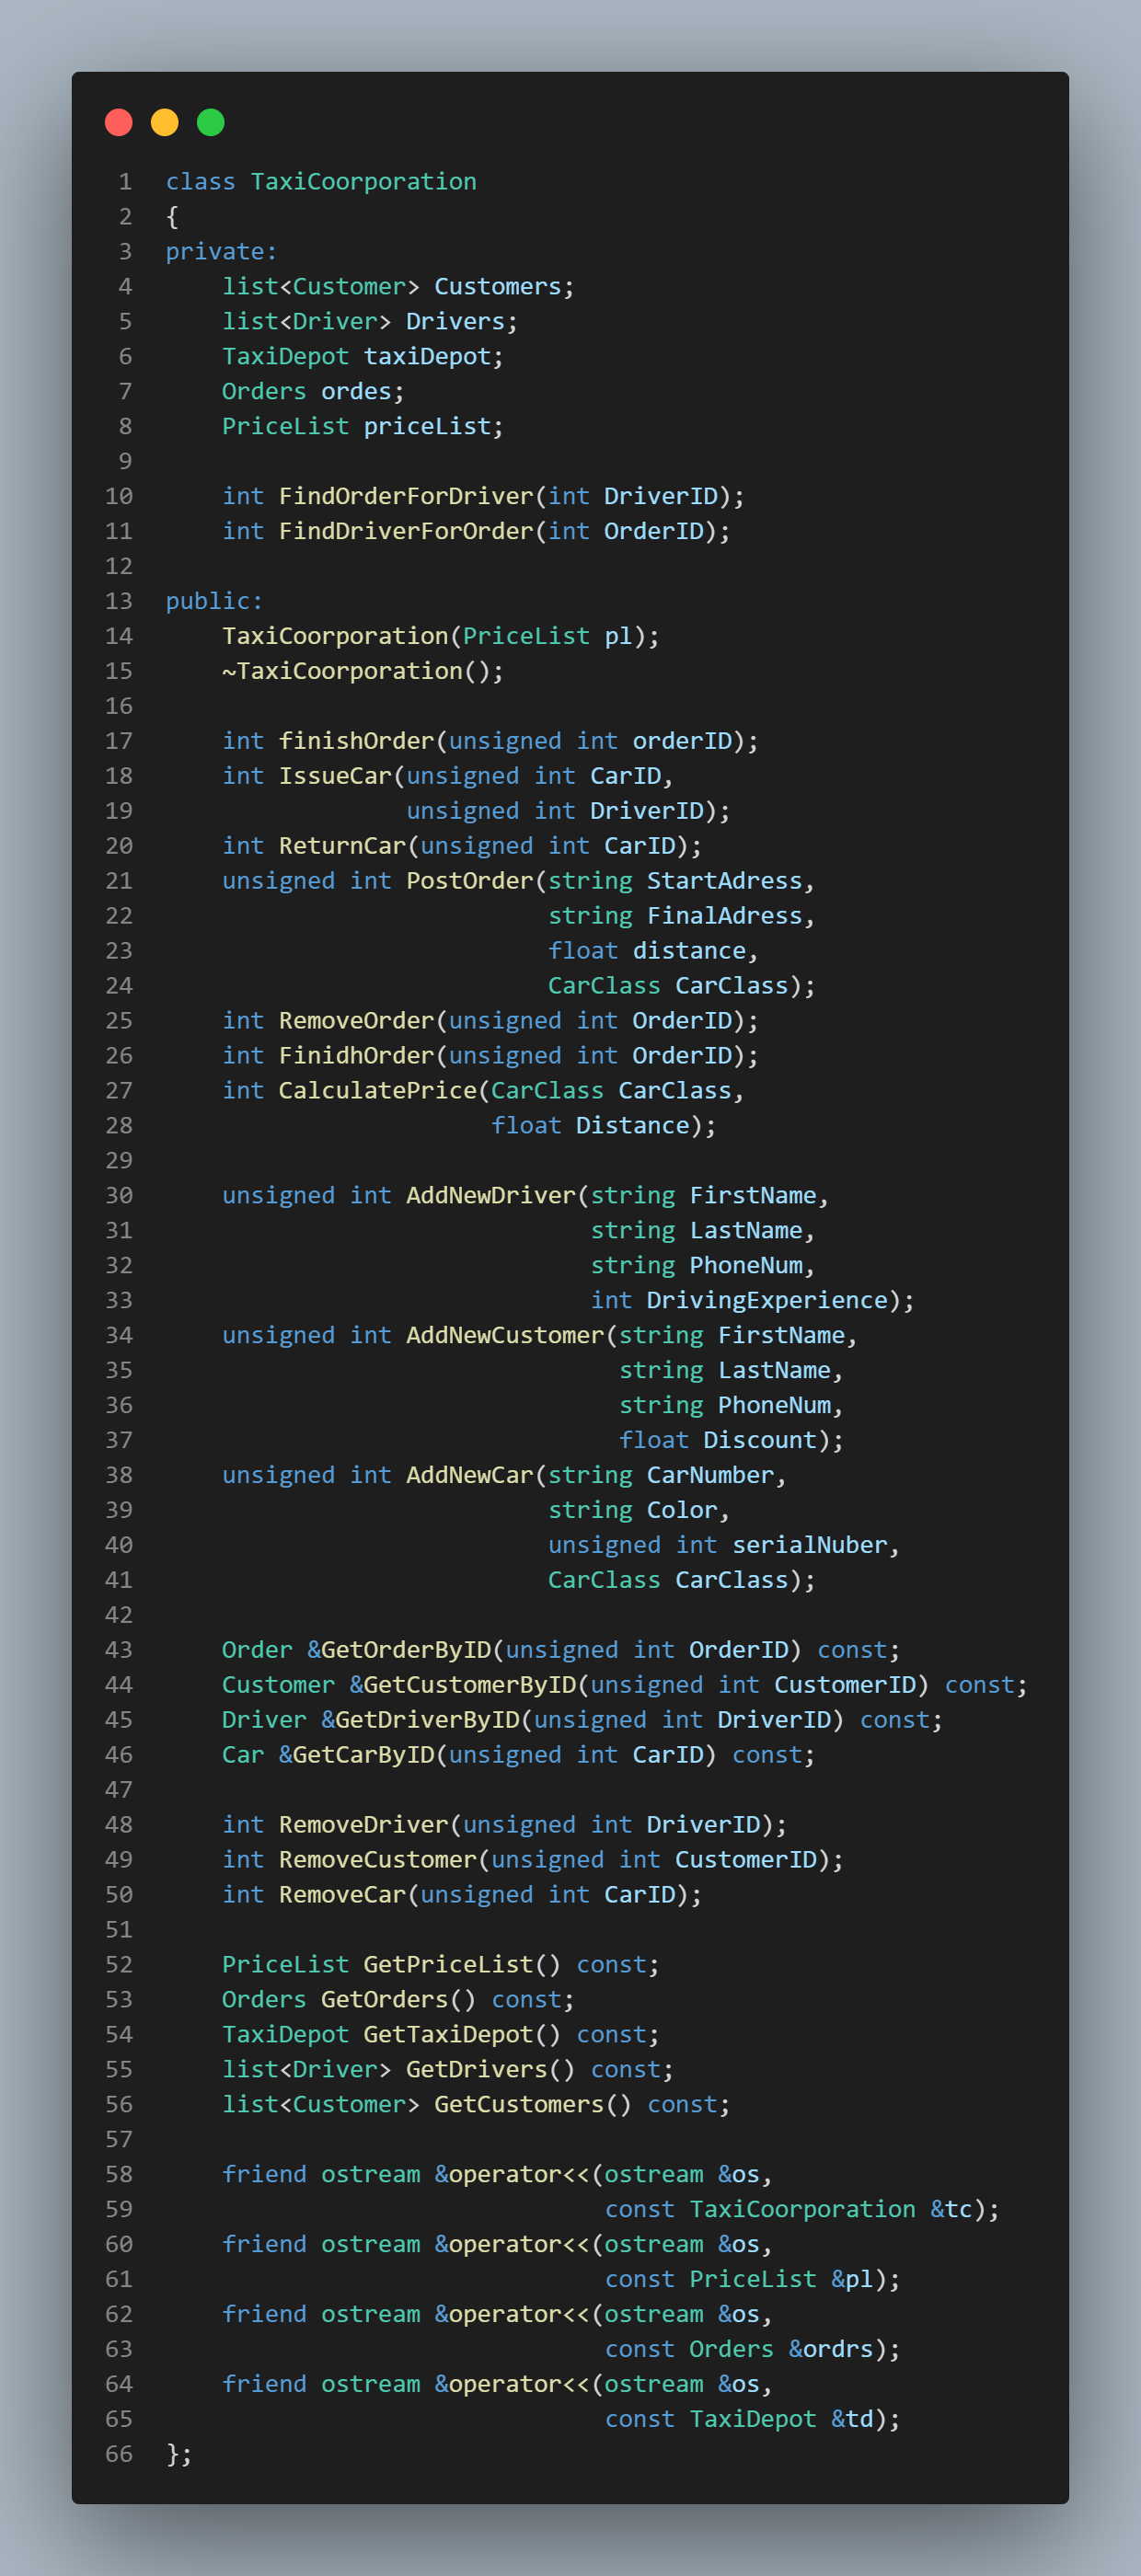 1 class TaxiCoorporation
2 {
3 private:
4     list<Customer> Customers;
5     list<Driver> Drivers;
6     TaxiDepot taxiDepot;
7     Orders ordes;
8     PriceList priceList;
9
10     int FindOrderForDriver(int DriverID);
11     int FindDriverForOrder(int OrderID);
12
13 public:
14     TaxiCoorporation(PriceList pl);
15     ~TaxiCoorporation();
16
17     int finishOrder(unsigned int orderID);
18     int IssueCar(unsigned int CarID,
19                  unsigned int DriverID);
20     int ReturnCar(unsigned int CarID);
21     unsigned int PostOrder(string StartAdress,
22                            string FinalAdress,
23                            float distance,
24                            CarClass CarClass);
25     int RemoveOrder(unsigned int OrderID);
26     int FinidhOrder(unsigned int OrderID);
27     int CalculatePrice(CarClass CarClass,
28                        float Distance);
29
30     unsigned int AddNewDriver(string FirstName,
31                               string LastName,
32                               string PhoneNum,
33                               int DrivingExperience);
34     unsigned int AddNewCustomer(string FirstName,
35                                 string LastName,
36                                 string PhoneNum,
37                                 float Discount);
38     unsigned int AddNewCar(string CarNumber,
39                            string Color,
40                            unsigned int serialNuber,
41                            CarClass CarClass);
42
43     Order &GetOrderByID(unsigned int OrderID) const;
44     Customer &GetCustomerByID(unsigned int CustomerID) const;
45     Driver &GetDriverByID(unsigned int DriverID) const;
46     Car &GetCarByID(unsigned int CarID) const;
47
48     int RemoveDriver(unsigned int DriverID);
49     int RemoveCustomer(unsigned int CustomerID);
50     int RemoveCar(unsigned int CarID);
51
52     PriceList GetPriceList() const;
53     Orders GetOrders() const;
54     TaxiDepot GetTaxiDepot() const;
55     list<Driver> GetDrivers() const;
56     list<Customer> GetCustomers() const;
57
58     friend ostream &operator<<(ostream &os,
59                                const TaxiCoorporation &tc);
60     friend ostream &operator<<(ostream &os,
61                                const PriceList &pl);
62     friend ostream &operator<<(ostream &os,
63                                const Orders &ordrs);
64     friend ostream &operator<<(ostream &os,
65                                const TaxiDepot &td);
66 };